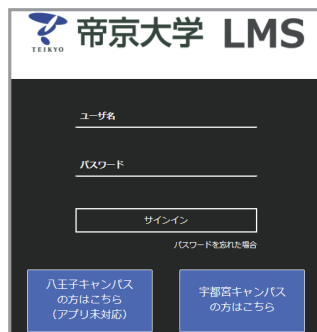 TEIKYO
帝京大学 LMS
ユーザ名
パスワード
サインイン
パスワードを忘れた場合
八王子キャンパス
の方はこちら
（アプリ未対応）
宇都宮キャンパス
の方はこちら